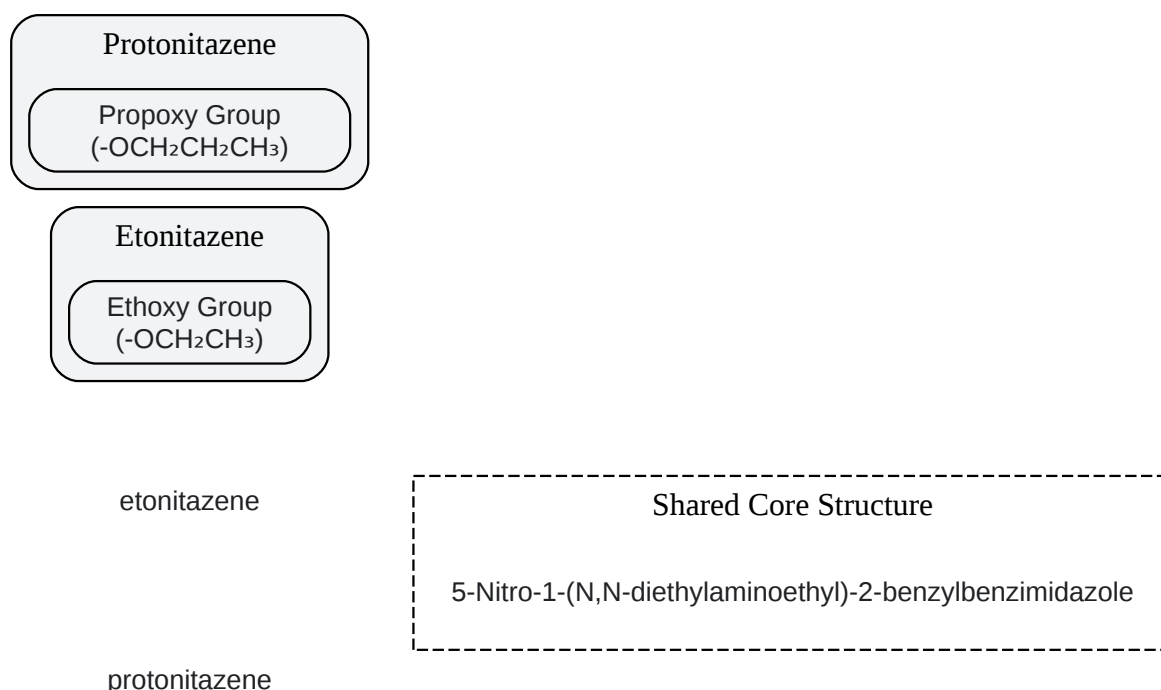 Protonitazene
Propoxy Group
(-OCH₂CH₂CH₃)
Etonitazene
Ethoxy Group
(-OCH₂CH₃)
etonitazene
Shared Core Structure
5-Nitro-1-(N,N-diethylaminoethyl)-2-benzylbenzimidazole
protonitazene